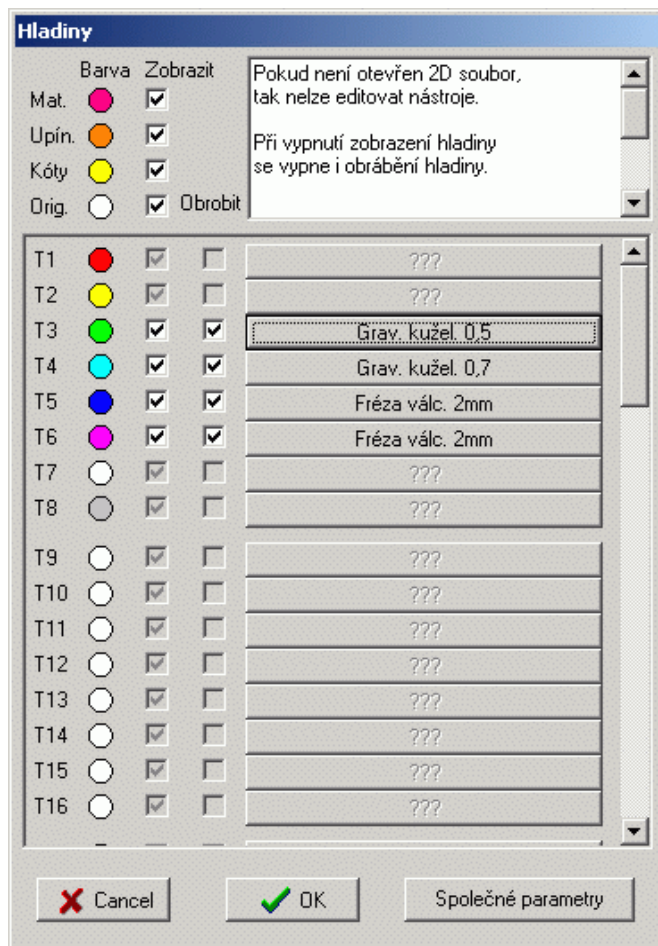 Hladiny
Barva Zobrazit
Mat.
Upín.
Kóty
Orig. Obrobit
Pokud není otevřen 2D soubor,
tak nelze editovat nástroje.
Při vypnutí zobrazení hladiny
se vypne i obrábění hladiny.
T1 ???
T2 ???
T3 Grav. kužel. 0,5
T4 Grav. kužel. 0,7
T5 Fréza válc. 2mm
T6 Fréza válc. 2mm
T7 ???
T8 ???
T9 ???
T10 ???
T11 ???
T12 ???
T13 ???
T14 ???
T15 ???
T16 ???
Cancel OK Společné parametry